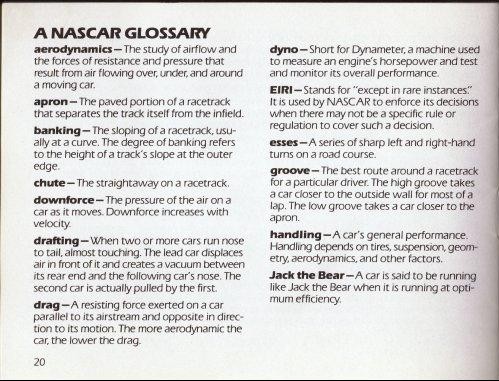 A NASCAR GLOSSARY
aerodynamics — The study of airflow and
the forces of resistance and pressure that
result from air flowing over, under, and around
a moving car.
apron — The paved portion of a racetrack
that separates the track itself from the infield.
banking — The sloping of a racetrack, usu-
ally at a curve. The degree of banking refers
to the height of a track's slope at the outer
edge.
chute — The straightaway on a racetrack.
downforce — The pressure of the air on a
car as it moves. Downforce increases with
velocity.
drafting — When two or more cars run nose
to tail, almost touching. The lead car displaces
air in front of it and creates a vacuum between
its rear end and the following car's nose. The
second car is actually pulled by the first.
drag — A resisting force exerted on a car
parallel to its airstream and opposite in direc-
tion to its motion. The more aerodynamic the
car, the lower the drag.
20
dyno — Short for Dynameter, a machine used
to measure an engine's horsepower and test
and monitor its overall performance.
EIRI — Stands for "except in rare instances."
It is used by NASCAR to enforce its decisions
when there may not be a specific rule or
regulation to cover such a decision.
esses — A series of sharp left and right-hand
turns on a road course.
groove — The best route around a racetrack
for a particular driver. The high groove takes
a car closer to the outside wall for most of a
lap. The low groove takes a car closer to the
apron.
handling — A car's general performance.
Handling depends on tires, suspension, geom-
etry, aerodynamics, and other factors.
Jack the Bear — A car is said to be running
like Jack the Bear when it is running at opti-
mum efficiency.